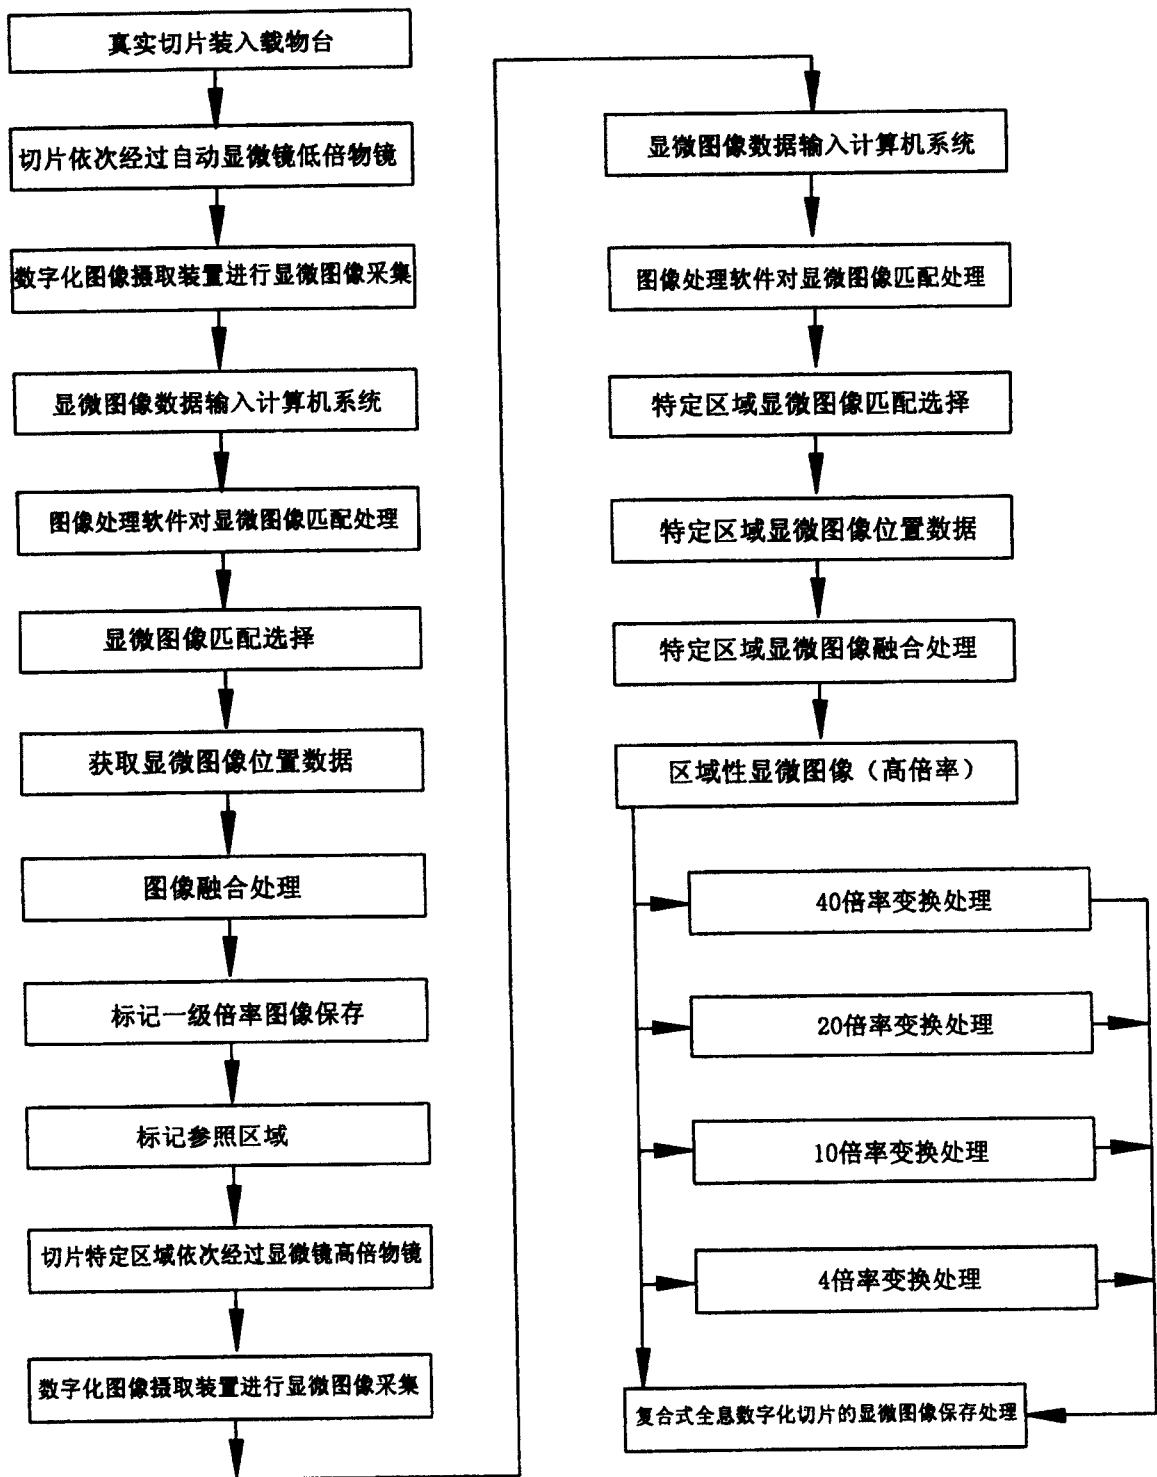 真实切片装入载物台
切片依次经过自动显微镜低倍物镜
数字化图像摄取装置进行显微图像采集
显微图像数据输入计算机系统
图像处理软件对显微图像匹配处理
显微图像匹配选择
获取显微图像位置数据
图像融合处理
标记一级倍率图像保存
标记参照区域
切片特定区域依次经过显微镜高倍物镜
数字化图像摄取装置进行显微图像采集
显微图像数据输入计算机系统
图像处理软件对显微图像匹配处理
特定区域显微图像匹配选择
特定区域显微图像位置数据
特定区域显微图像融合处理
区域性显微图像（高倍率）
40倍率变换处理
20倍率变换处理
10倍率变换处理
4倍率变换处理
复合式全息数字化切片的显微图像保存处理